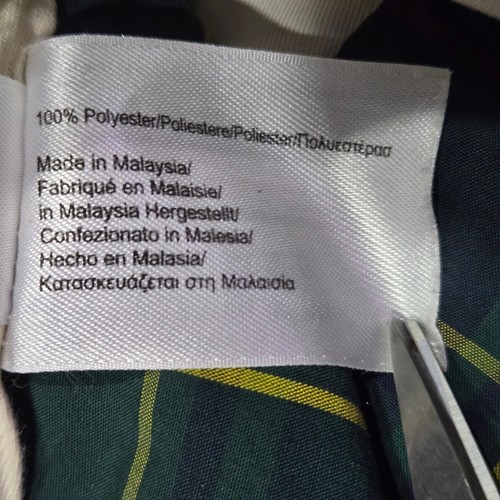 100% Polyester/Poliestere/Poliester/Πολυεστέρασ
Made in Malaysia/
Fabriqué en Malaisie/
in Malaysia Hergestellt/
Confezionato in Malesia/
Hecho en Malasia/
Κατασκευάζεται στη Μαλαισία